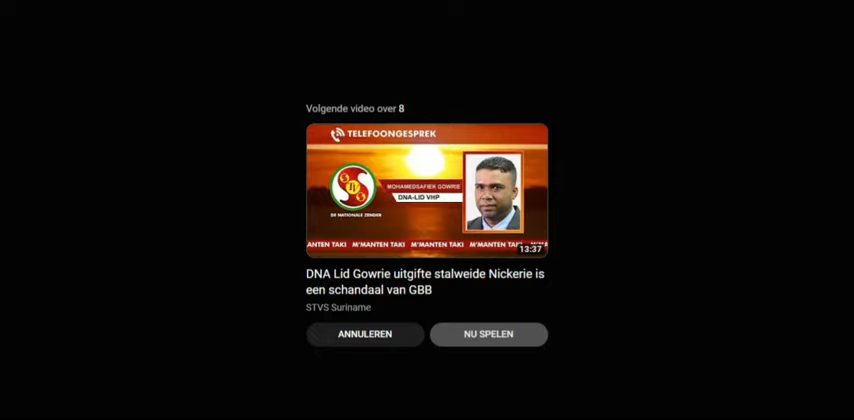 Volgende video over 8
TELEFOONGESPREK
MOHAMEDSAFIEK GOWRIE
DNA-LID VHP
DE NATIONALE ZENDER
ANTEN TAKI M'MANTEN TAKI M'MANTEN TAKI M'MANTEN TAKI
13:37
DNA Lid Gowrie uitgifte stalweide Nickerie is
een schandaal van GBB
STVS Suriname
ANNULEREN NU SPELEN